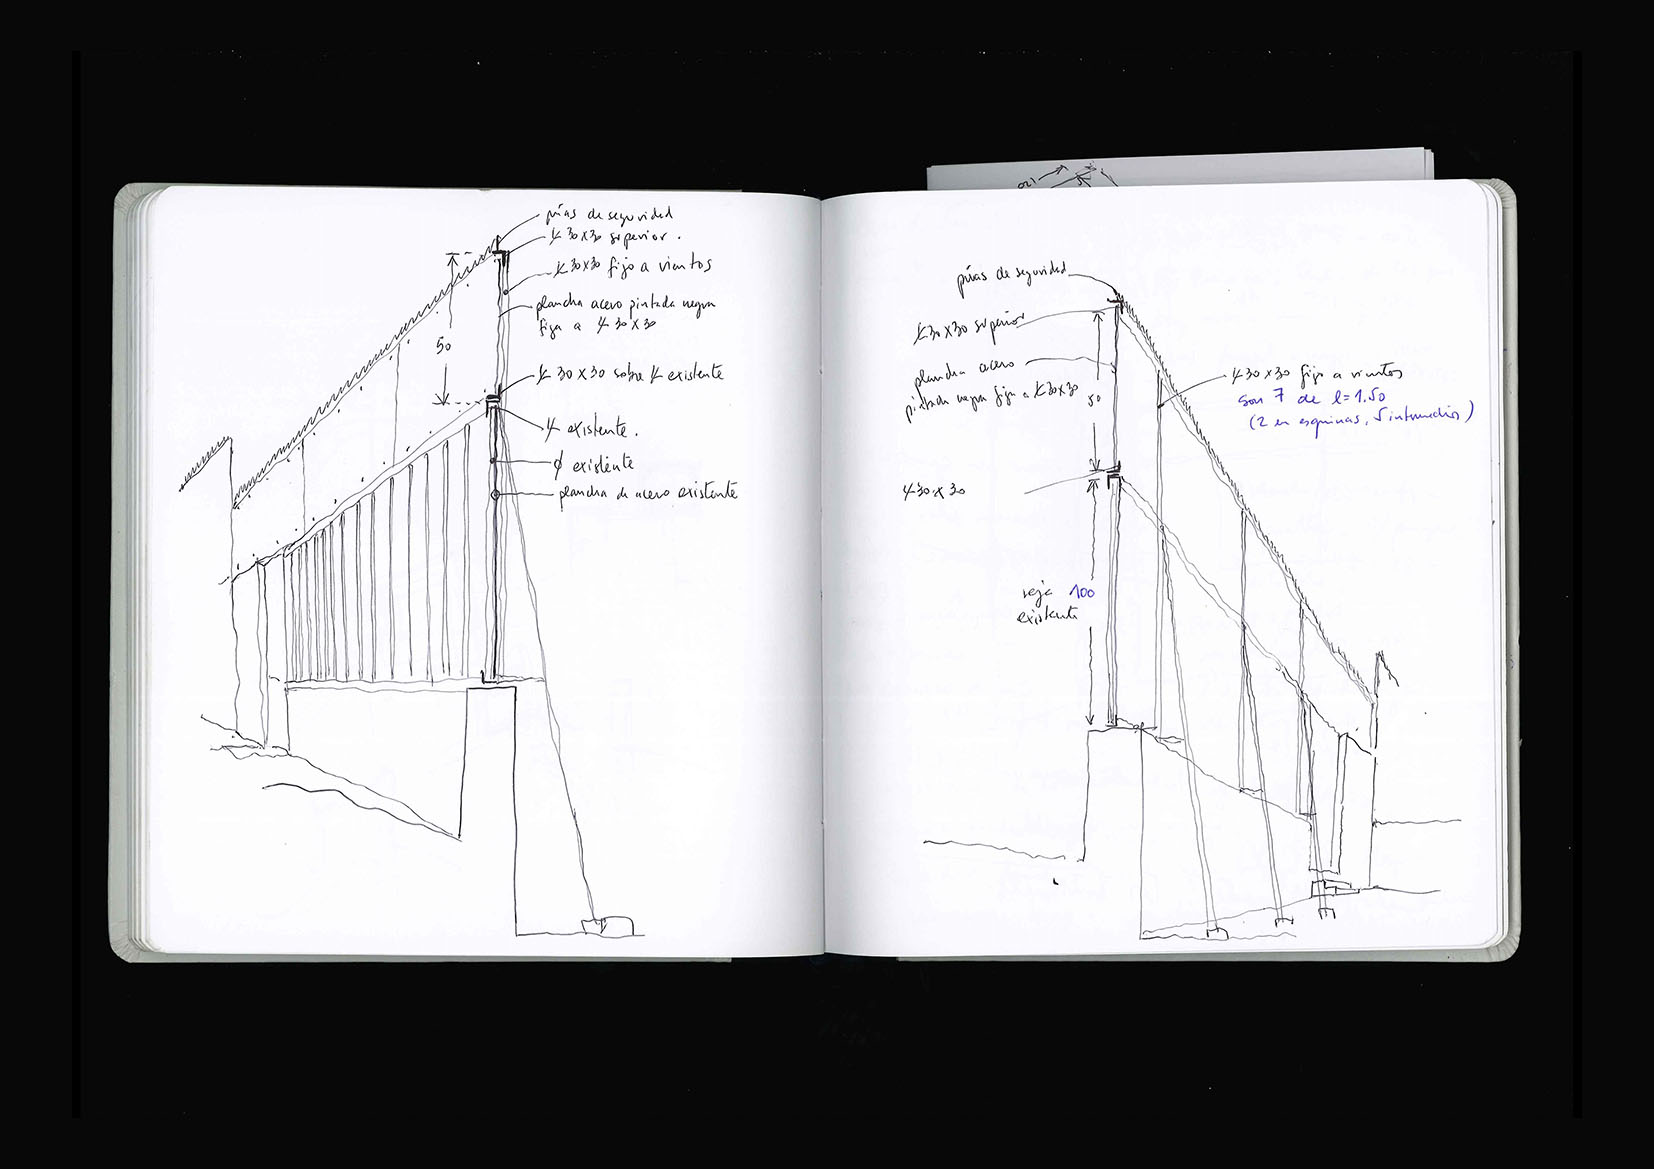 púas de seguridad
∠ 30x30 superior.
∠ 30x30 fijo a vientos
plancha acero pintada negra
fija a ∠ 30x30
50
∠ 30x30 sobre ∠ existente
∠ existente.
ϕ existente
plancha de acero existente
púas de seguridad
∠ 30x30 superior
plancha acero
pintada negra fija a ∠ 30x30
50
∠ 30x30 fijo a vientos
son 7 de l=1.50
(2 en esquinas, 5 intermedios)
∠ 30x30
reja 100
existente